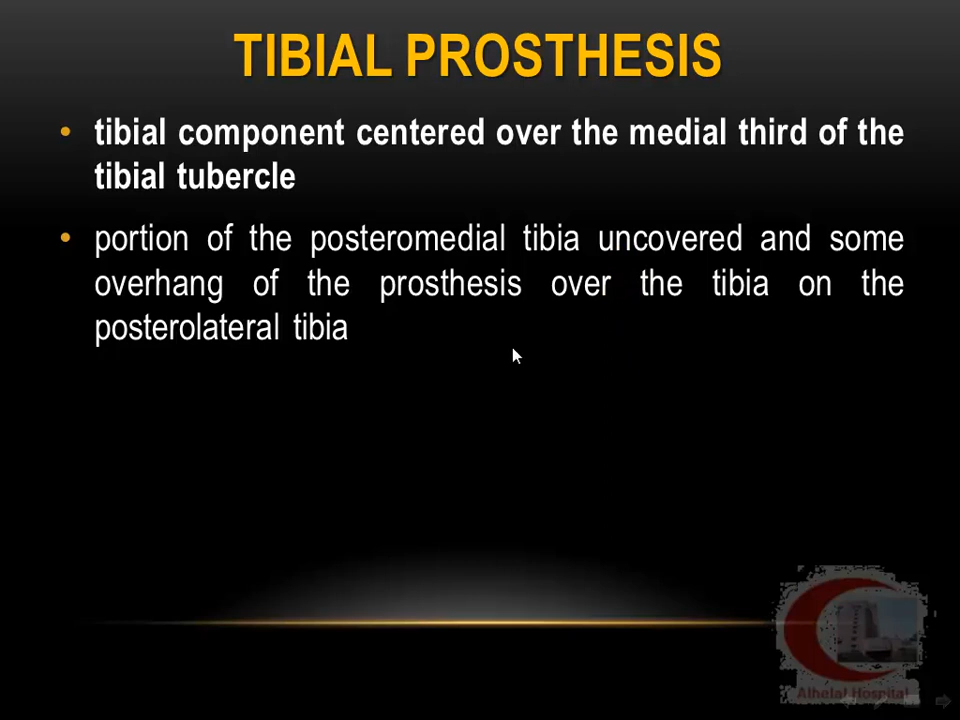 TIBIAL PROSTHESIS
• tibial component centered over the medial third of the
tibial tubercle
• portion of the posteromedial tibia uncovered and some
overhang of the prosthesis over the tibia on the
posterolateral tibia
Alhelal Hospital